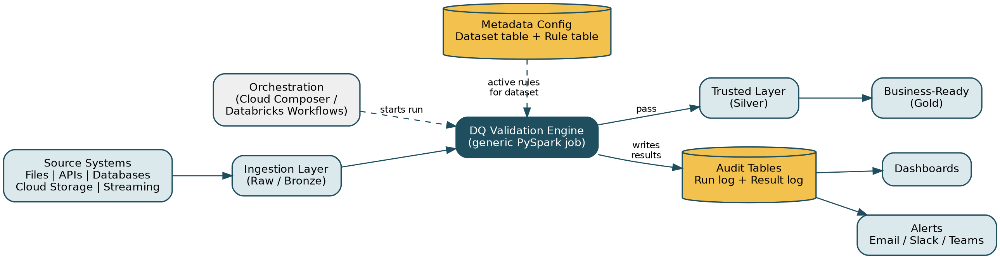 Metadata Config
Dataset table + Rule table
Orchestration
(Cloud Composer /
Databricks Workflows)
active rules
for dataset
starts run
Source Systems
Files | APIs | Databases
Cloud Storage | Streaming
Ingestion Layer
(Raw / Bronze)
DQ Validation Engine
(generic PySpark job)
pass
Trusted Layer
(Silver)
Business-Ready
(Gold)
writes
results
Audit Tables
Run log + Result log
Dashboards
Alerts
Email / Slack / Teams